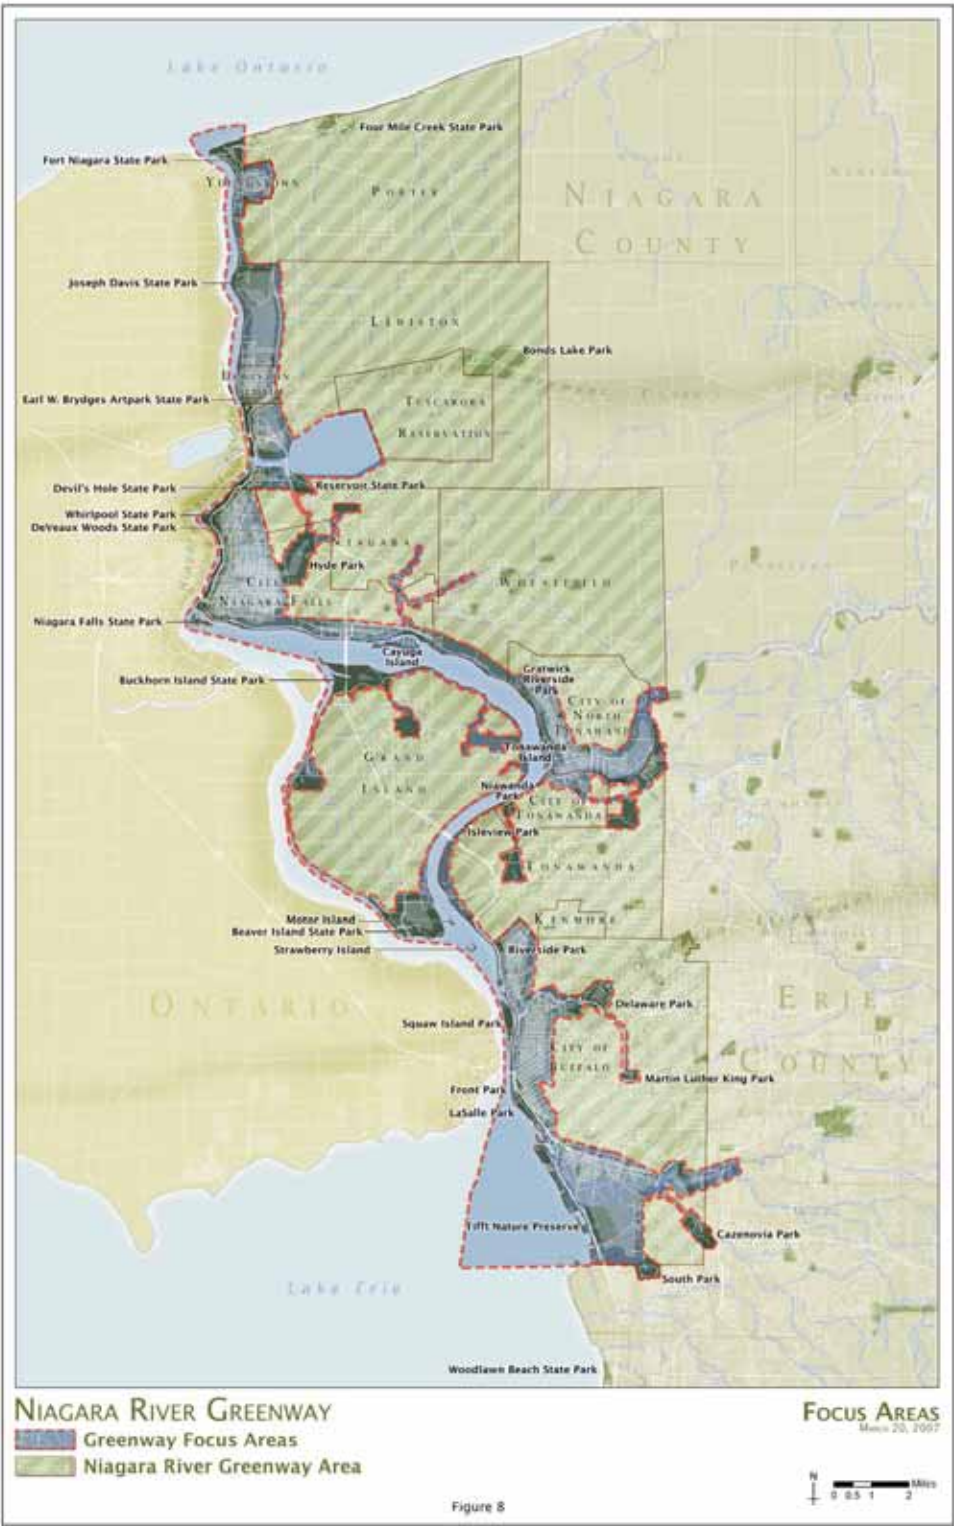 Lake Ontario
Four Mile Creek State Park
Fort Niagara State Park
YOUNGSTOWN
PORTER
NIAGARA
COUNTY
Joseph Davis State Park
LEWISTON
Bonds Lake Park
Earl W. Brydges Artpark State Park
TUSCARORA
RESERVATION
Devil's Hole State Park
Reservoir State Park
Whirlpool State Park
DeVeaux Woods State Park
NIAGARA
Hyde Park
WHEATFIELD
CITY
NIAGARA FALLS
Niagara Falls State Park
Cayuga
Island
Buckhorn Island State Park
Gratwick
Riverside
Park
CITY OF
NORTH
TONAWANDA
GRAND
ISLAND
Tonawanda
Island
Niawanda
Park
CITY OF
TONAWANDA
Isleview Park
TONAWANDA
KENMORE
Motor Island
Beaver Island State Park
Strawberry Island
Riverside Park
ONTARIO
ERIE
COUNTY
Delaware Park
Squaw Island Park
CITY OF
BUFFALO
Martin Luther King Park
Front Park
LaSalle Park
Tifft Nature Preserve
Cazenovia Park
South Park
Lake Erie
Woodlawn Beach State Park
NIAGARA RIVER GREENWAY
Greenway Focus Areas
Niagara River Greenway Area
FOCUS AREAS
MARCH 20, 2007
N
0 0.5 1 2 Miles
Figure 8